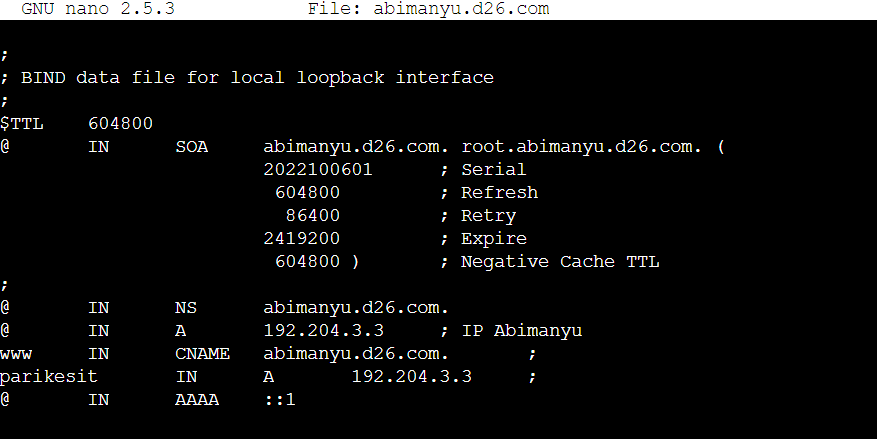 GNU nano 2.5.3 File: abimanyu.d26.com
;
; BIND data file for local loopback interface
;
$TTL 604800
@ IN SOA abimanyu.d26.com. root.abimanyu.d26.com. (
2022100601 ; Serial
604800 ; Refresh
86400 ; Retry
2419200 ; Expire
604800 ) ; Negative Cache TTL
;
@ IN NS abimanyu.d26.com.
@ IN A 192.204.3.3 ; IP Abimanyu
www IN CNAME abimanyu.d26.com. ;
parikesit IN A 192.204.3.3 ;
@ IN AAAA ::1